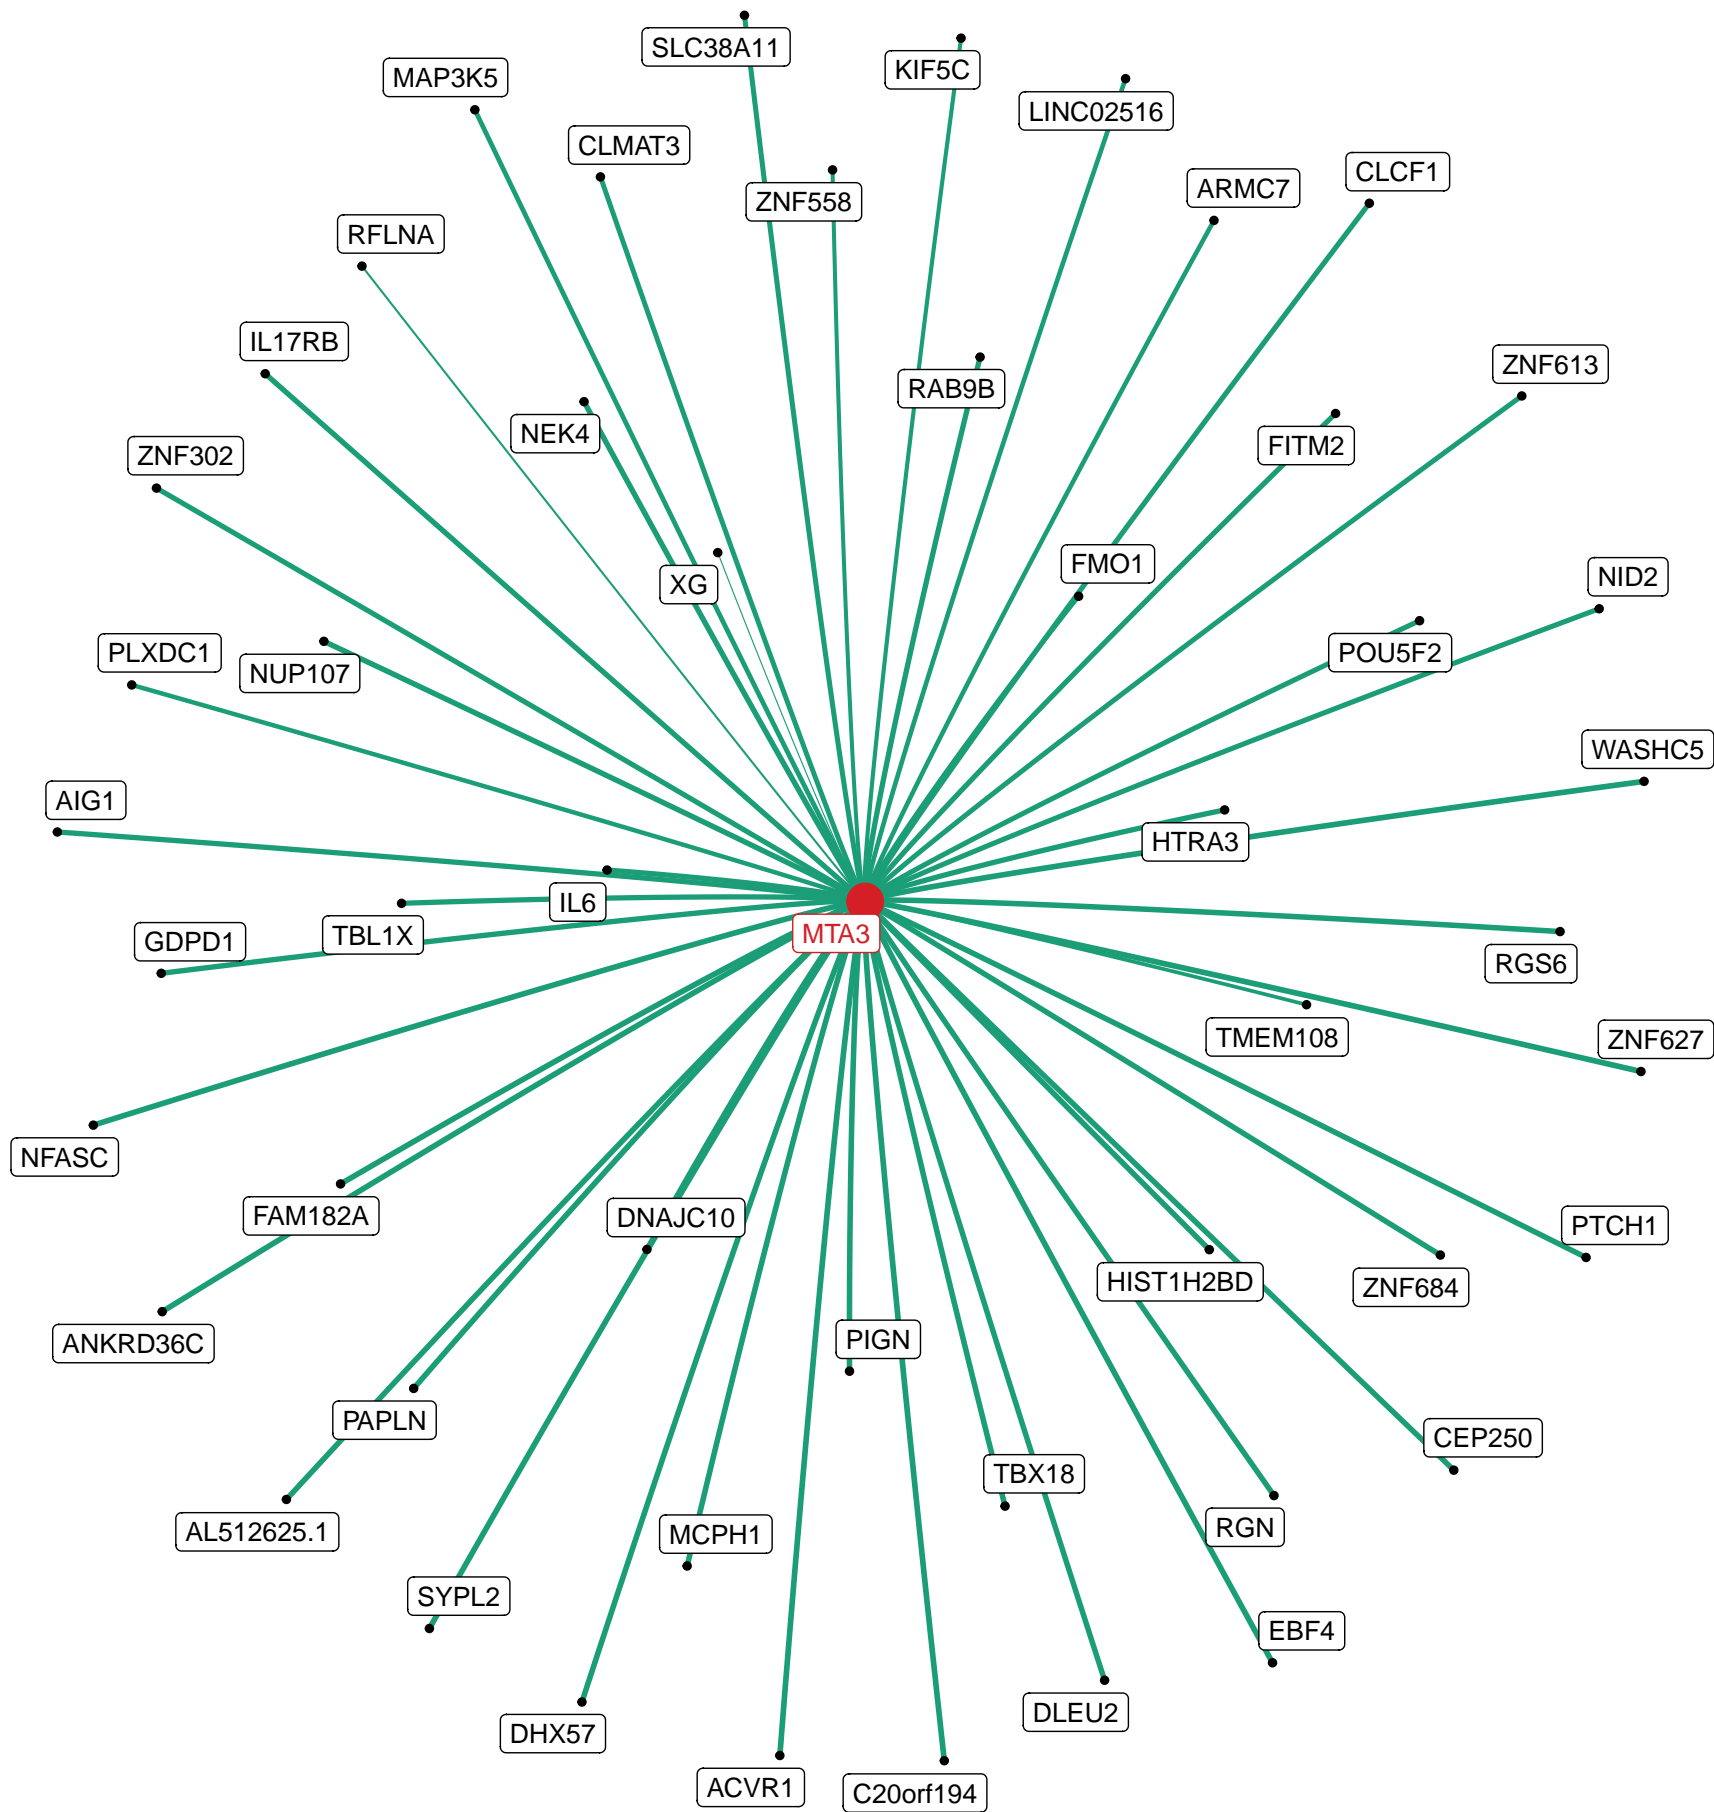 SLC38A11
KIF5C
MAP3K5
LINC02516
CLMAT3
CLCF1
ARMC7
ZNF558
RFLNA
IL17RB
ZNF613
RAB9B
NEK4
FITM2
ZNF302
FMO1
NID2
XG
PLXDC1
POU5F2
NUP107
WASHC5
AIG1
HTRA3
IL6
MTA3
TBL1X
GDPD1
RGS6
TMEM108
ZNF627
NFASC
FAM182A
DNAJC10
PTCH1
HIST1H2BD
ZNF684
PIGN
ANKRD36C
PAPLN
CEP250
TBX18
RGN
AL512625.1
MCPH1
SYPL2
EBF4
DLEU2
DHX57
ACVR1
C20orf194